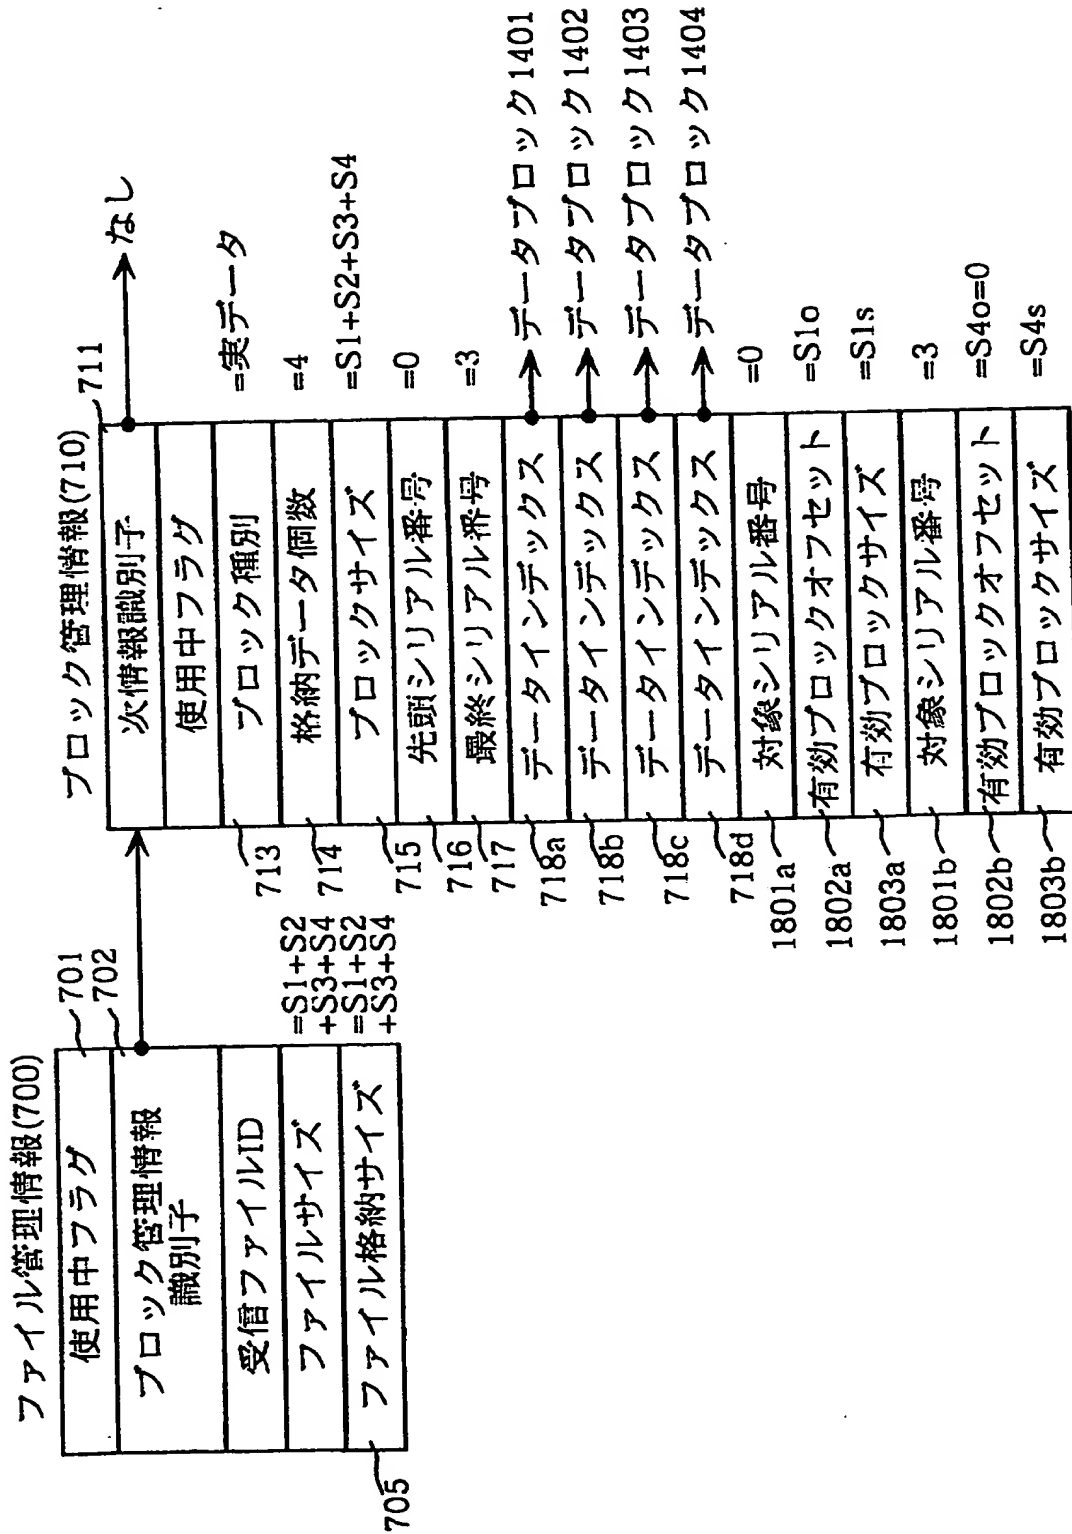 ファイル管理情報(700)
701
使用中フラグ
702
ブロック管理情報
識別子
受信ファイルID
ファイルサイズ
=S1+S2
+S3+S4
ファイル格納サイズ
=S1+S2
+S3+S4
705
ブロック管理情報(710)
711
次情報識別子
なし
使用中フラグ
ブロック種別
=実データ
713
格納データ個数
=4
714
ブロックサイズ
=S1+S2+S3+S4
715
先頭シリアル番号
=0
716
最終シリアル番号
=3
717
データインデックス
データブロック1401
718a
データインデックス
データブロック1402
718b
データインデックス
データブロック1403
718c
データインデックス
データブロック1404
718d
対象シリアル番号
=0
1801a
有効ブロックオフセット
=S1o
1802a
有効ブロックサイズ
=S1s
1803a
対象シリアル番号
=3
1801b
有効ブロックオフセット
=S4o=0
1802b
有効ブロックサイズ
=S4s
1803b